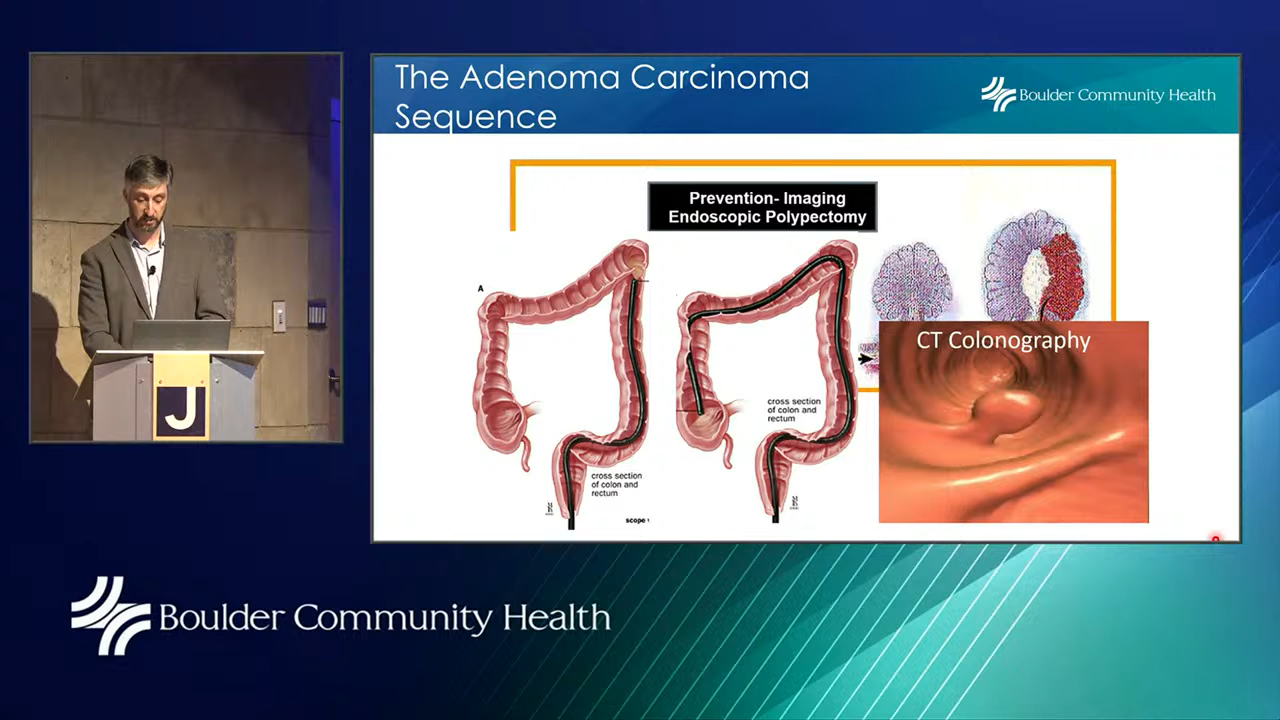 The Adenoma Carcinoma
Sequence
Boulder Community Health
Prevention- Imaging
Endoscopic Polypectomy
A
CT Colonography
cross section
of colon and
rectum
cross section
of colon and
rectum
scope
J
Boulder Community Health